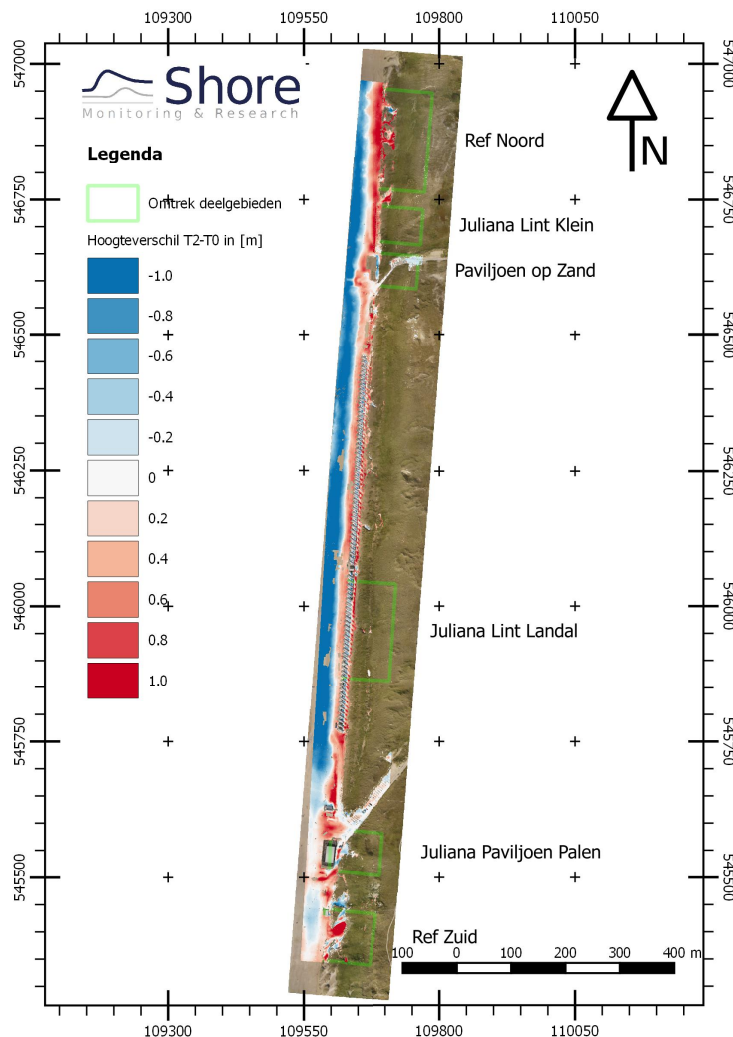 109300 109550 109800 110050
547000 547000
Shore
Monitoring & Research
N
Legenda
Omtrek deelgebieden
Hoogteverschil T2-T0 in [m]
-1.0
-0.8
-0.6
-0.4
-0.2
0
0.2
0.4
0.6
0.8
1.0
Ref Noord
546750 546750
Juliana Lint Klein
Paviljoen op Zand
546500 546500
546250 546250
546000 546000
Juliana Lint Landal
545750 545750
Juliana Paviljoen Palen
545500 545500
Ref Zuid
100 0 100 200 300 400 m
109300 109550 109800 110050